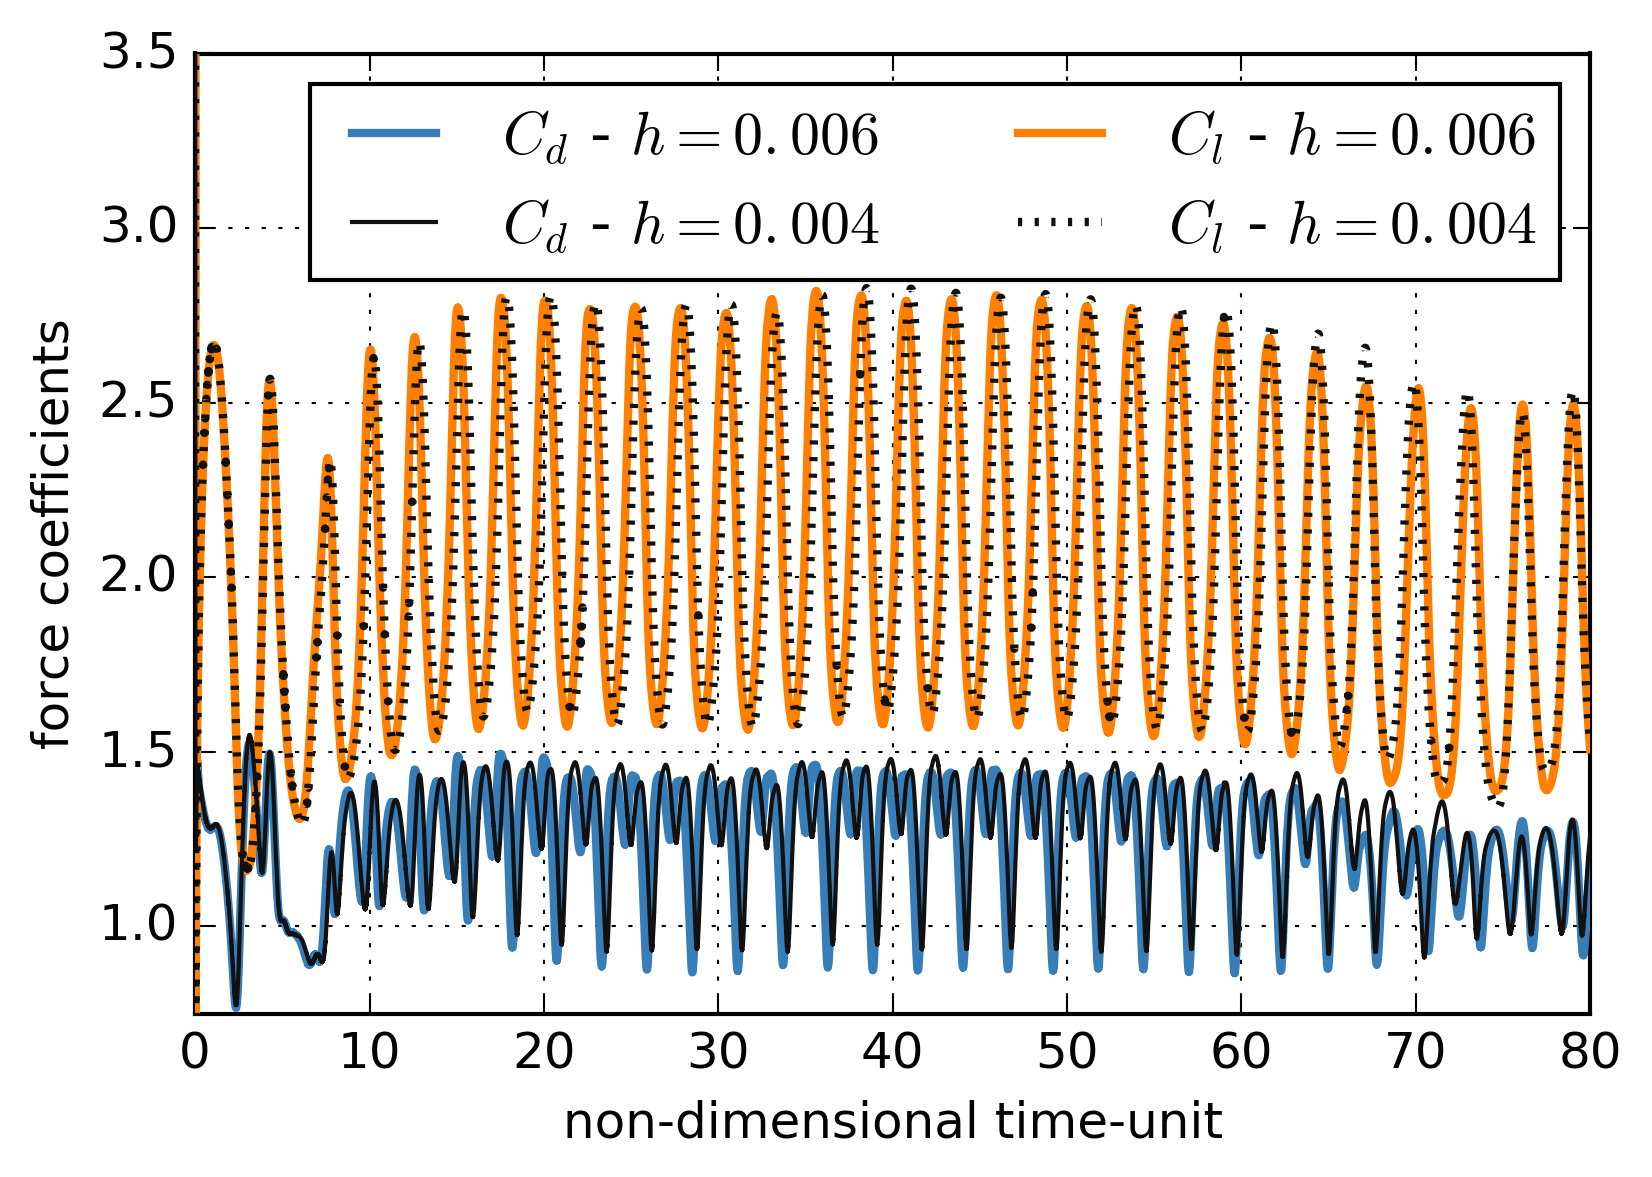 3.5
3.0
2.5
2.0
1.5
1.0
force coefficients
C_d - h = 0.006
C_l - h = 0.006
C_d - h = 0.004
C_l - h = 0.004
0 10 20 30 40 50 60 70 80
non-dimensional time-unit